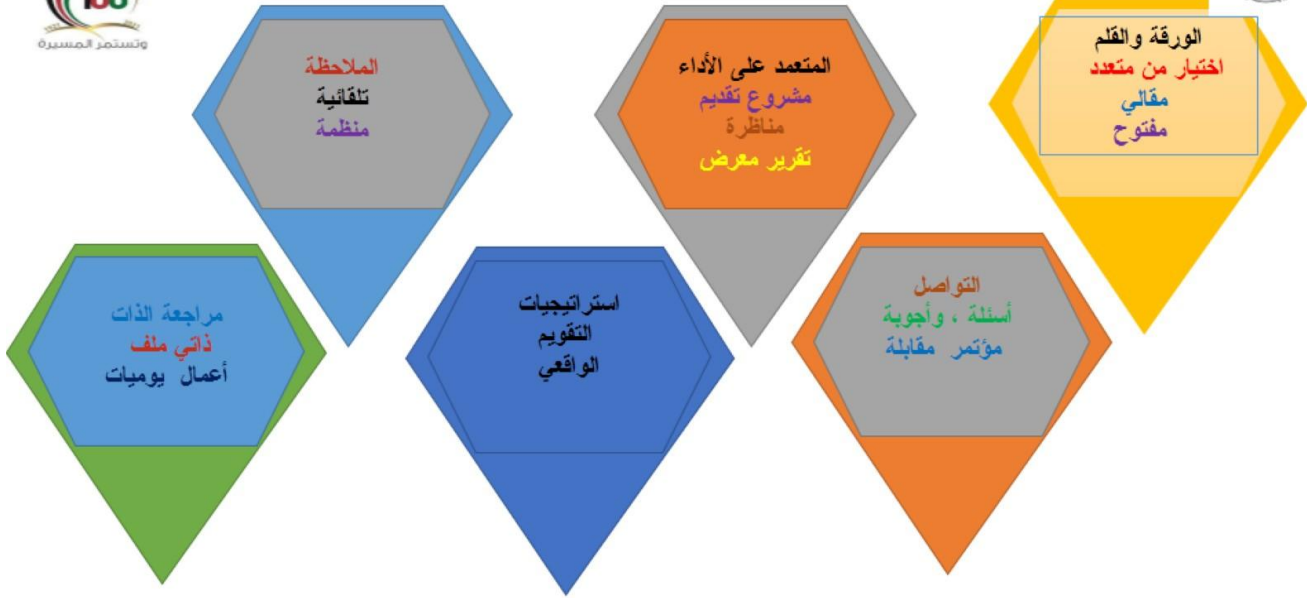 100
وتستمر المسيرة
الورقة والقلم
اختيار من متعدد
مقالي
مفتوح
المتعمد على الأداء
مشروع تقديم
مناظرة
تقرير معرض
الملاحظة
تلقائية
منظمة
التواصل
أسئلة ، وأجوبة
مؤتمر مقابلة
استراتيجيات
التقويم
الواقعي
مراجعة الذات
ذاتي ملف
أعمال يوميات